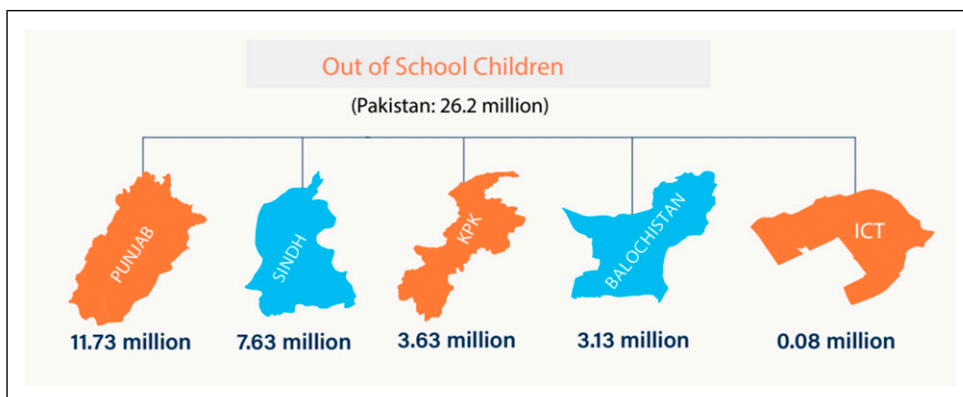 Out of School Children
(Pakistan: 26.2 million)
PUNJAB
SINDH
KPK
BALOCHISTAN
ICT
11.73 million
7.63 million
3.63 million
3.13 million
0.08 million